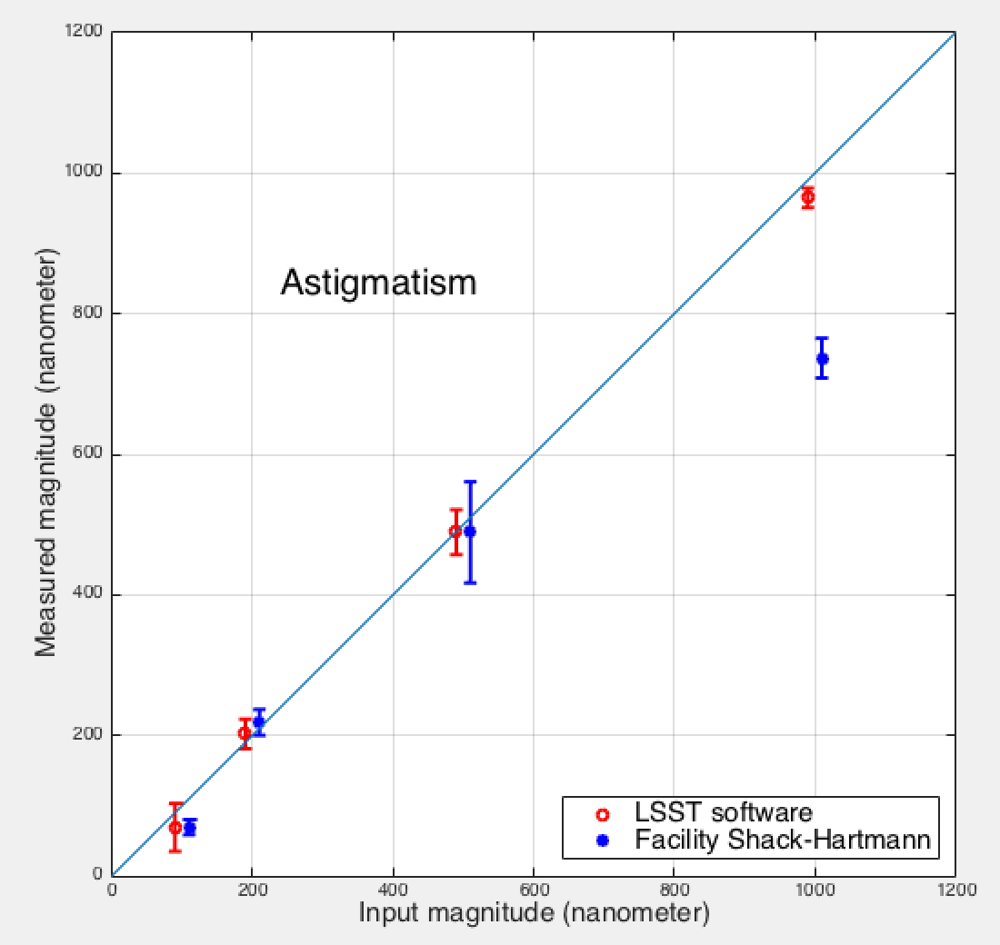 1200
1000
800
600
400
200
0
Measured magnitude (nanometer)
Astigmatism
LSST software
Facility Shack-Hartmann
0 200 400 600 800 1000 1200
Input magnitude (nanometer)